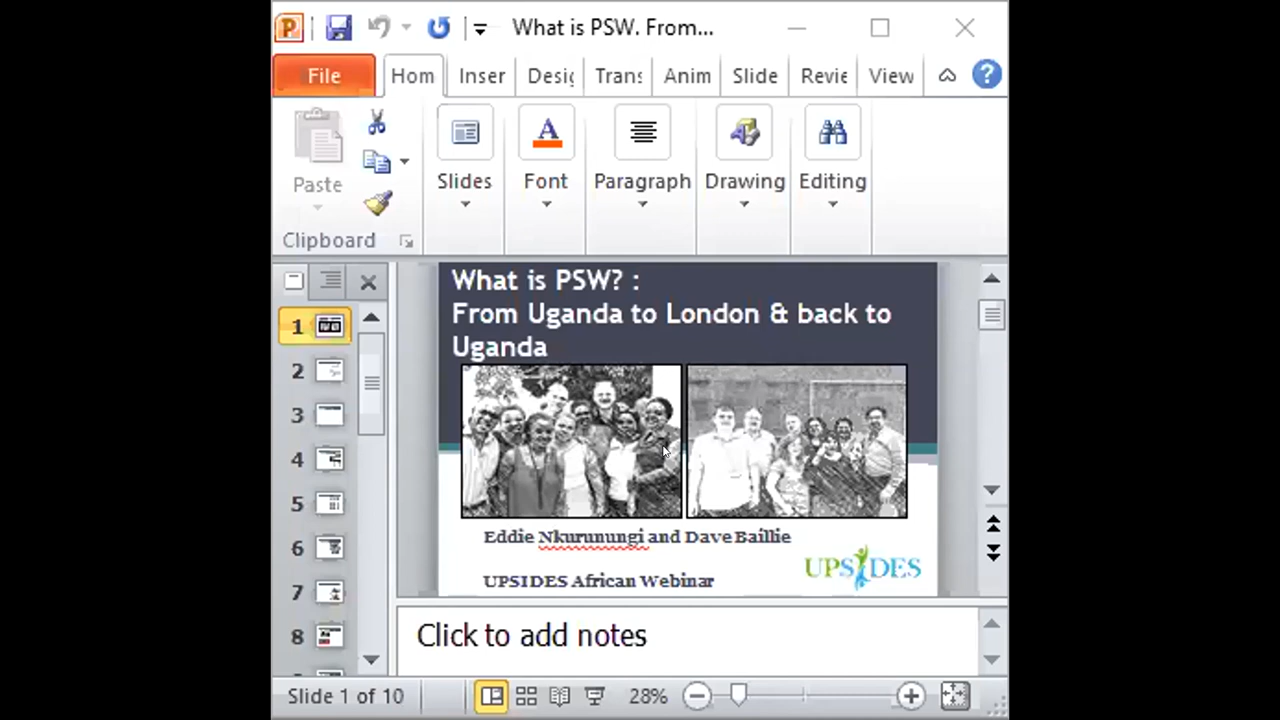 What is PSW. From...
File Hom Inser Desig Trans Anim Slide Revie View
Paste
Slides Font Paragraph Drawing Editing
Clipboard
What is PSW? :
From Uganda to London & back to
Uganda
1
2
3
4
5
6
7
8
Eddie Nkurunungi and Dave Baillie
UPSIDES
UPSIDES African Webinar
Click to add notes
Slide 1 of 10 28%